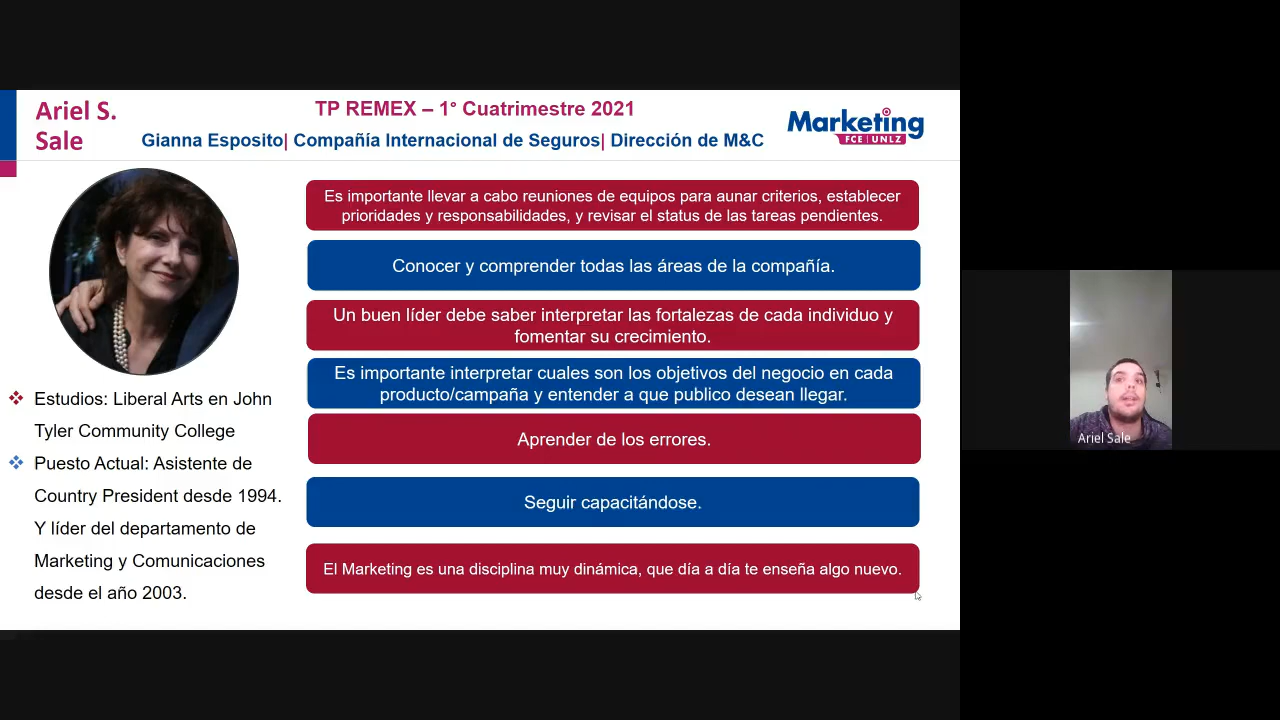 Ariel S.
Sale
TP REMEX – 1° Cuatrimestre 2021
Gianna Esposito| Compañía Internacional de Seguros| Dirección de M&C
Marketing
FCE | UNLZ
Es importante llevar a cabo reuniones de equipos para aunar criterios, establecer
prioridades y responsabilidades, y revisar el status de las tareas pendientes.
Conocer y comprender todas las áreas de la compañía.
Un buen líder debe saber interpretar las fortalezas de cada individuo y
fomentar su crecimiento.
Es importante interpretar cuales son los objetivos del negocio en cada
producto/campaña y entender a que publico desean llegar.
Aprender de los errores.
Seguir capacitándose.
El Marketing es una disciplina muy dinámica, que día a día te enseña algo nuevo.
Estudios: Liberal Arts en John
Tyler Community College
Puesto Actual: Asistente de
Country President desde 1994.
Y líder del departamento de
Marketing y Comunicaciones
desde el año 2003.
Ariel Sale